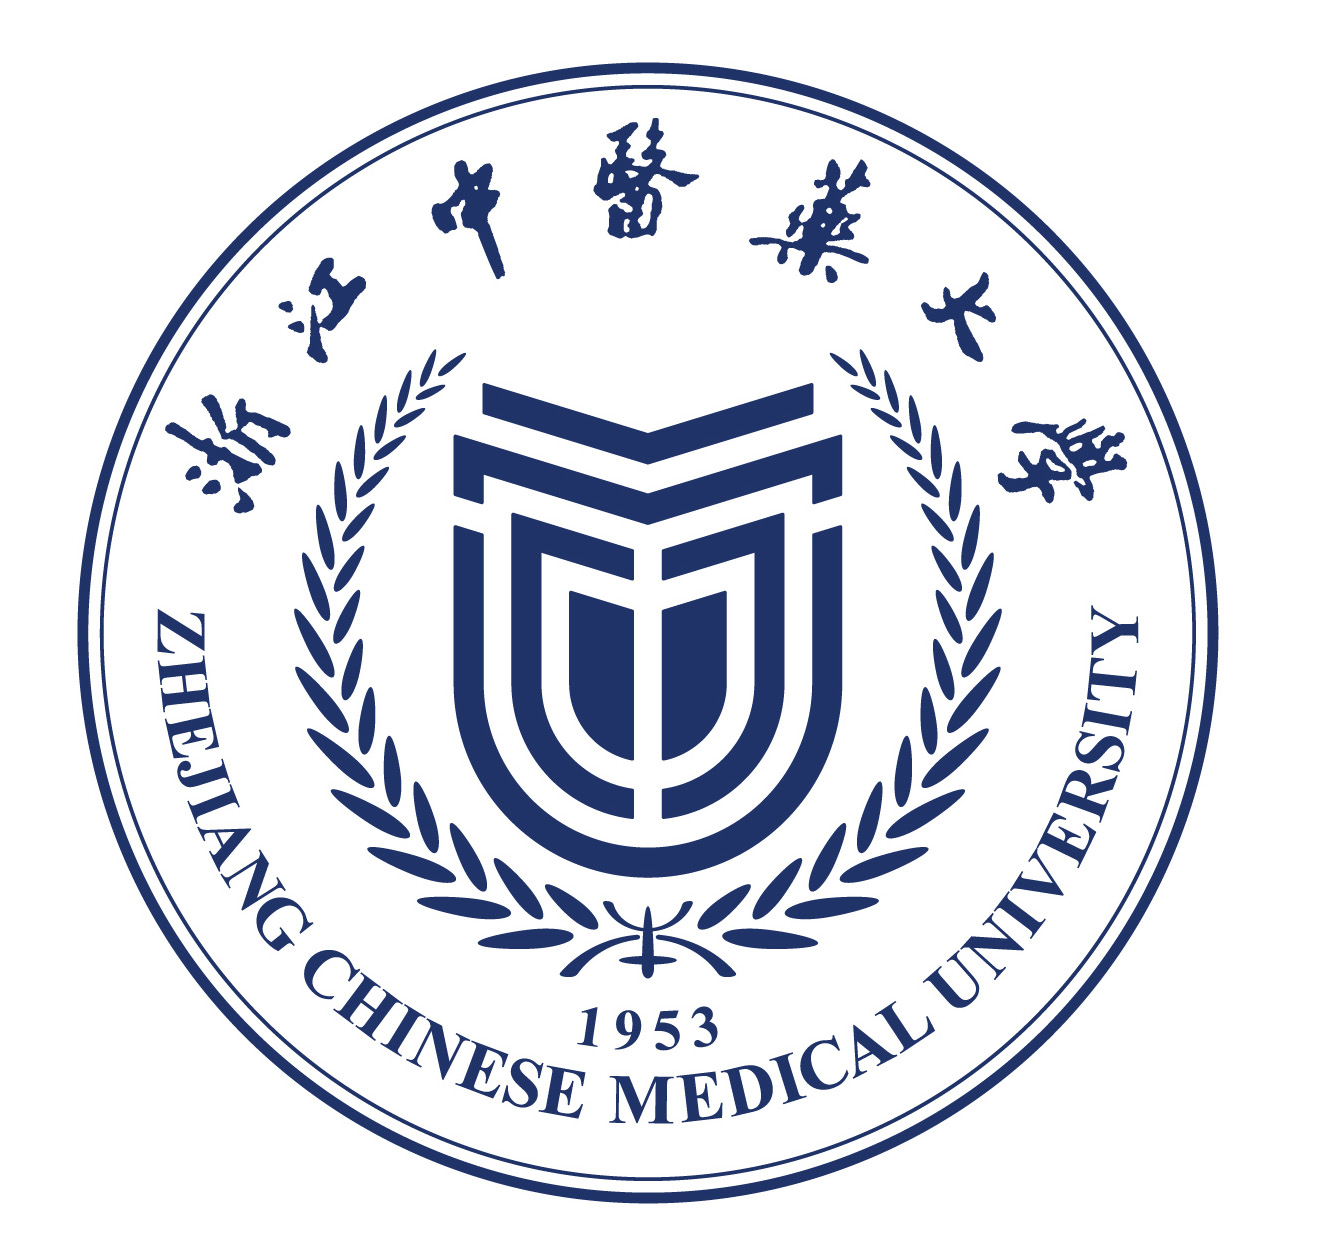 浙江中醫藥大學
1953
ZHEJIANG CHINESE MEDICAL UNIVERSITY